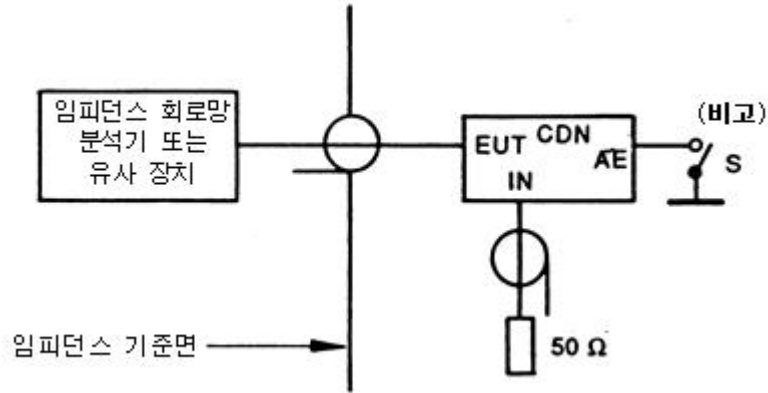 임피던스 회로망
분석기 또는
유사 장치
EUT CDN
AE
IN
(비고)
S
50 Ω
임피던스 기준면